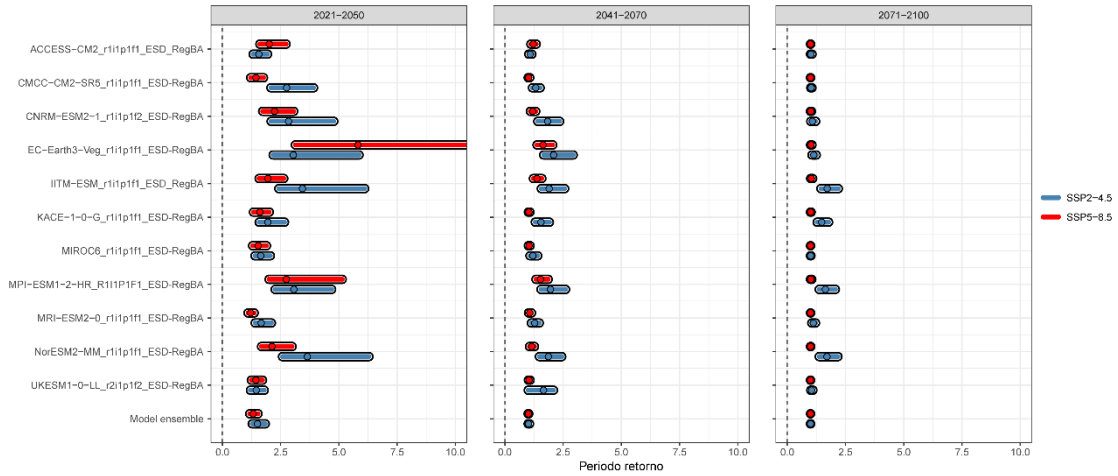 2021-2050
2041-2070
2071-2100
ACCESS-CM2_r1i1p1f1_ESD_RegBA
CMCC-CM2-SR5_r1i1p1f1_ESD-RegBA
CNRM-ESM2-1_r1i1p1f2_ESD-RegBA
EC-Earth3-Veg_r1i1p1f1_ESD-RegBA
IITM-ESM_r1i1p1f1_ESD_RegBA
KACE-1-0-G_r1i1p1f1_ESD-RegBA
MIROC6_r1i1p1f1_ESD-RegBA
MPI-ESM1-2-HR_R1I1P1F1_ESD-RegBA
MRI-ESM2-0_r1i1p1f1_ESD-RegBA
NorESM2-MM_r1i1p1f1_ESD-RegBA
UKESM1-0-LL_r2i1p1f2_ESD-RegBA
Model ensemble
SSP2-4.5
SSP5-8.5
0.0 2.5 5.0 7.5 10.0
0.0 2.5 5.0 7.5 10.0
0.0 2.5 5.0 7.5 10.0
Periodo retorno